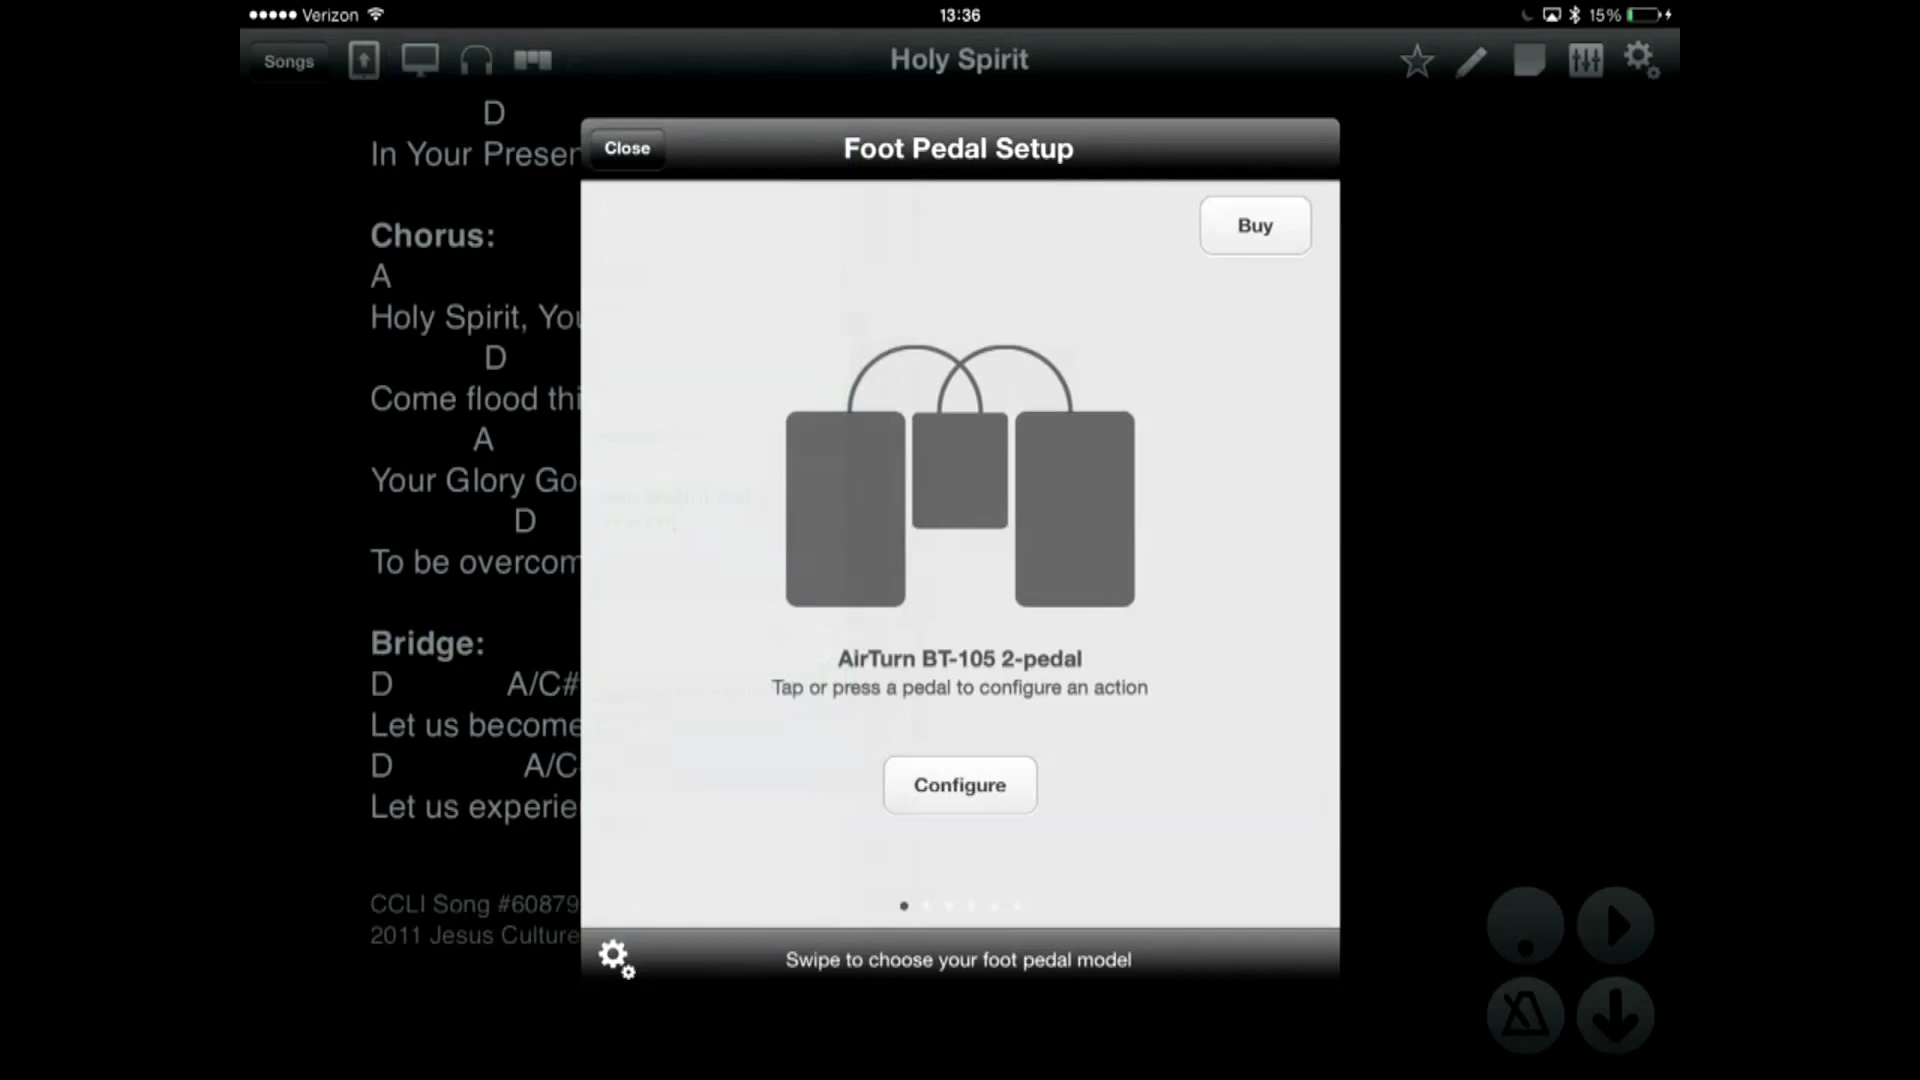 Verizon
13:36
15%
Songs
Holy Spirit
D
In Your Presen
Chorus:
A
Holy Spirit, You
D
Come flood thi
A
Your Glory Go
D
To be overcom
Bridge:
D A/C#
Let us become
D A/C
Let us experie
CCLI Song #60879
2011 Jesus Culture
Close
Foot Pedal Setup
Buy
AirTurn BT-105 2-pedal
Tap or press a pedal to configure an action
Configure
Swipe to choose your foot pedal model